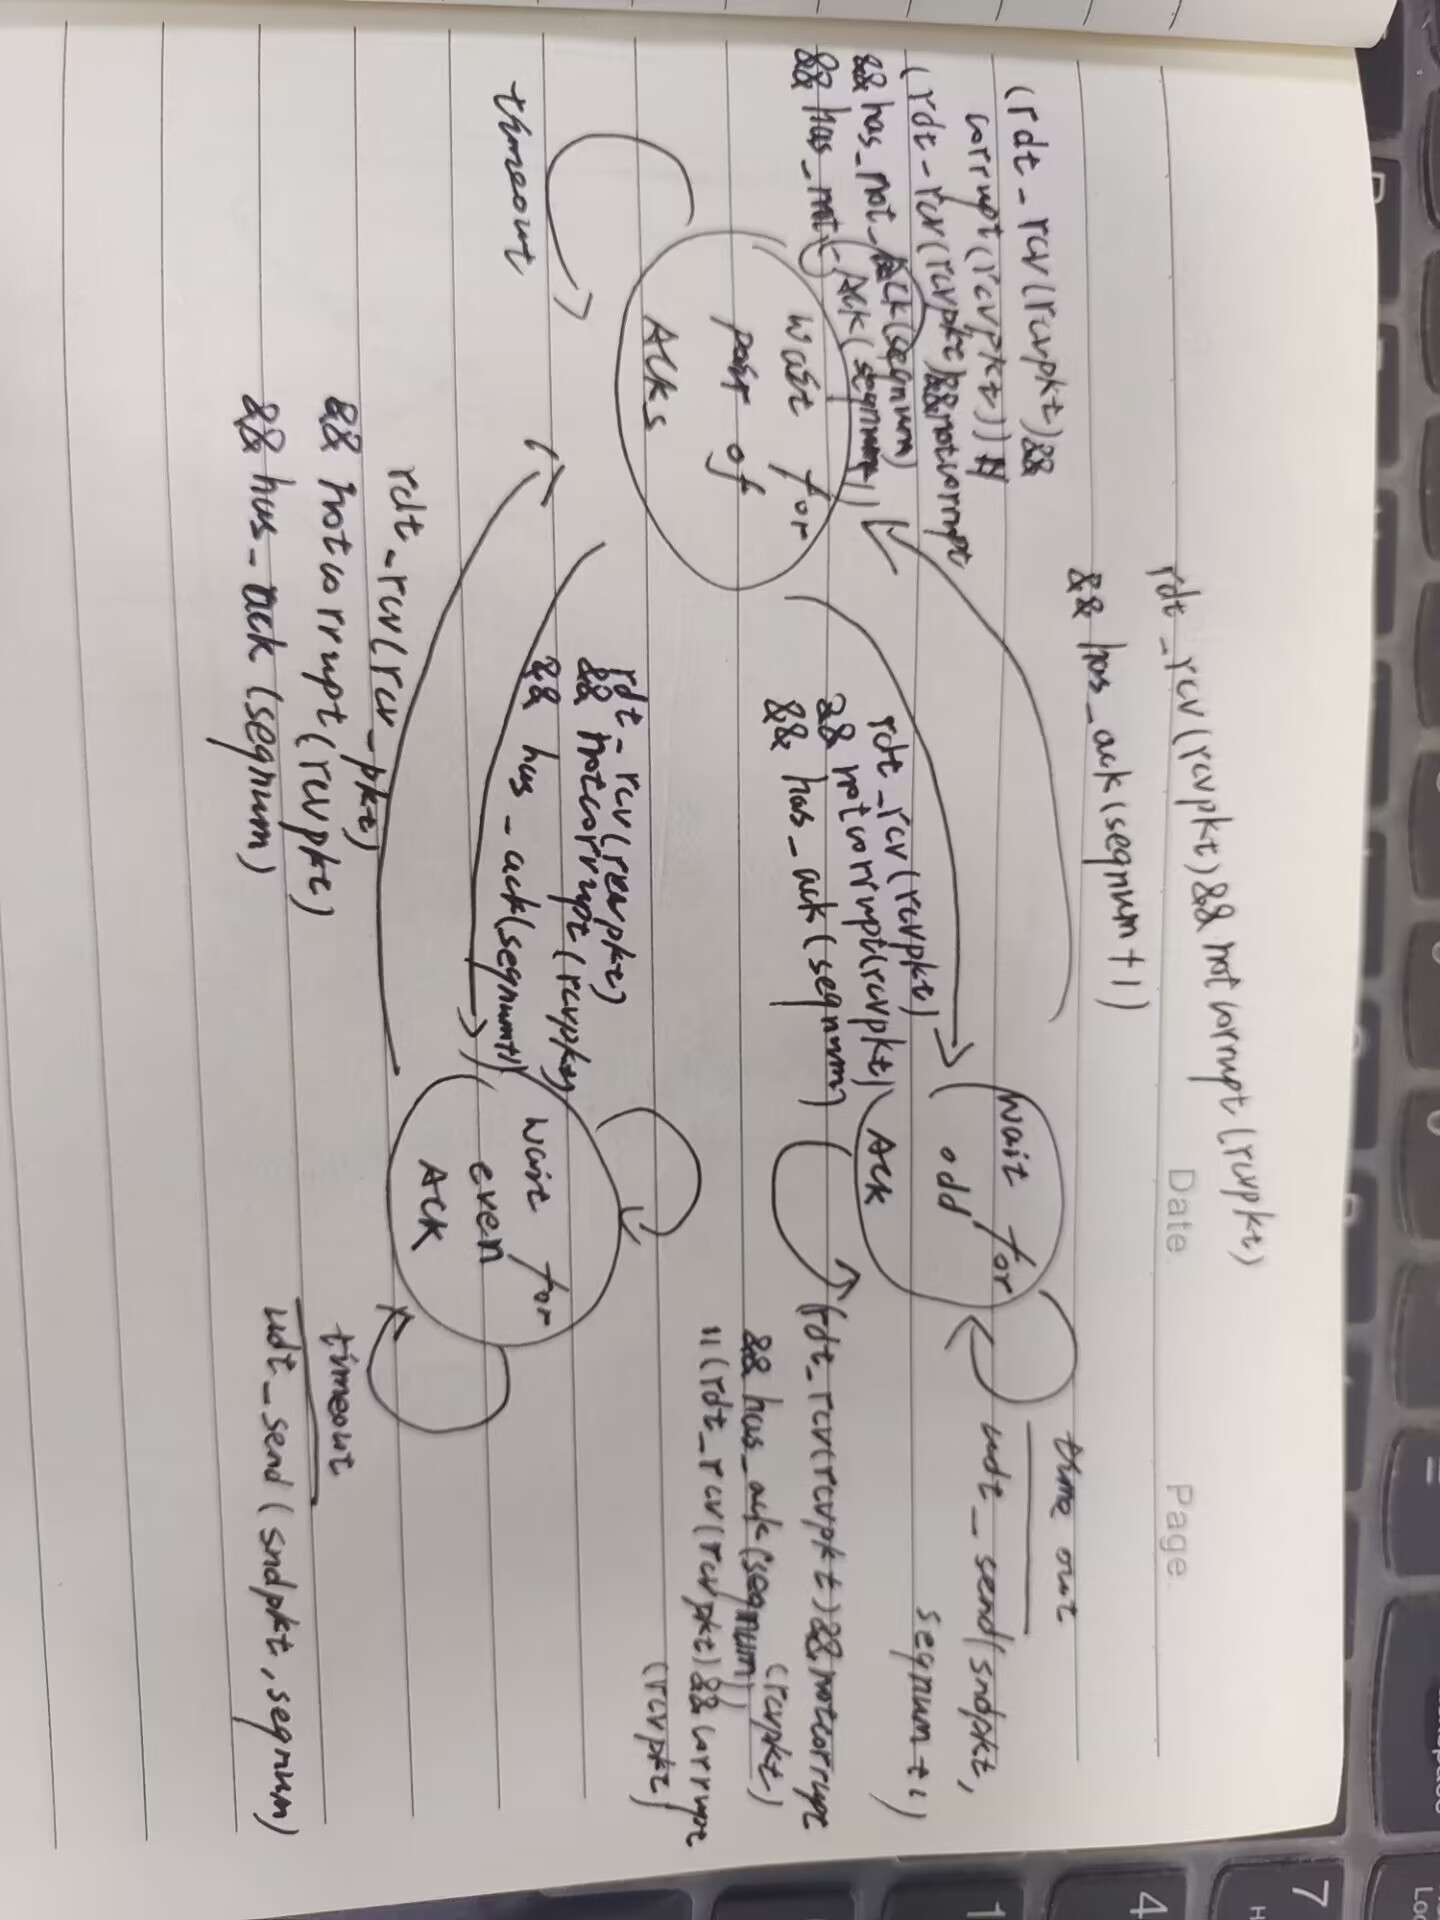 Date
Page
rdt_rcv(rcvpkt)&&notcorrupt(rcvpkt)
&& has_ack(seqnum+1)
(rdt_rcv(rcvpkt)&&
corrupt(rcvpkt))
(rdt_rcv(rcvpkt)&&notcorrupt
&& has_not_Ack(seqnum)
&& has_not_Ack(seqnum+1))
Wait for
pair of
Acks
timeout
rdt_rcv(rcvpkt)
&& notcorrupt(rcvpkt)
&& has_ack(seqnum)
Wait for
odd
Ack
time out
udt_send(sndpkt,
seqnum+1)
(rdt_rcv(rcvpkt)&&notcorrupt
(rcvpkt)
&& has_ack(seqnum))
||(rdt_rcv(rcvpkt)&&corrupt
(rcvpkt)
rdt_rcv(rcvpkt)
&& notcorrupt(rcvpkt)
&& has_ack(seqnum+1)
wait for
even
Ack
timeout
udt_send(sndpkt,seqnum)
rdt_rcv(rcv_pkt)
&& notcorrupt(rcvpkt)
&& has_ack(seqnum)
7
4
1